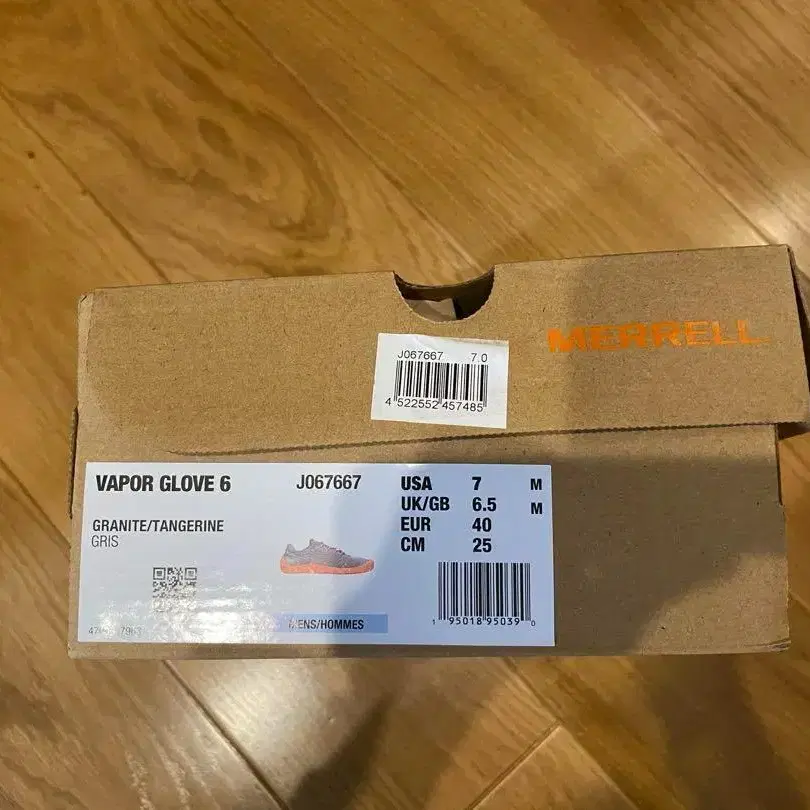 MERRELL
J067667 7.0
4 522552 457485
VAPOR GLOVE 6 J067667
GRANITE/TANGERINE
GRIS
USA 7 M
UK/GB 6.5 M
EUR 40
CM 25
MENS/HOMMES
1 95018 95039 0